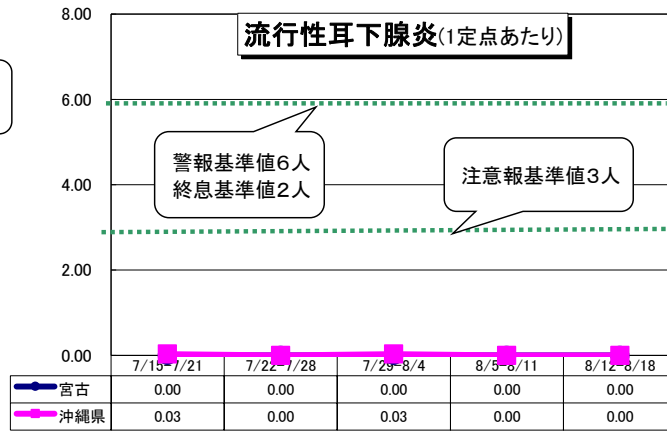 流行性耳下腺炎(1定点あたり)
8.00
6.00
4.00
2.00
0.00
警報基準値6人
終息基準値2人
注意報基準値3人
7/15-7/21 7/22-7/28 7/29-8/4 8/5-8/11 8/12-8/18
宮古 0.00 0.00 0.00 0.00 0.00
沖縄県 0.03 0.00 0.03 0.00 0.00